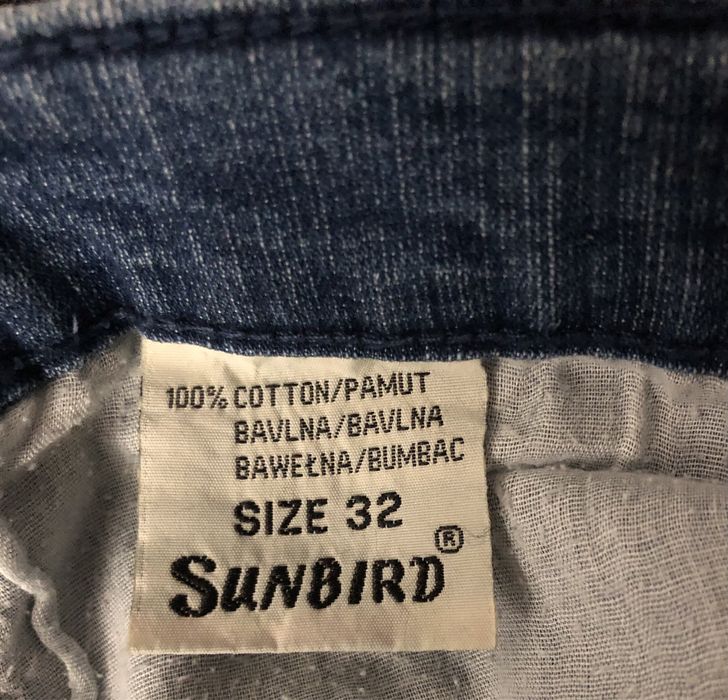 100% COTTON/PAMUT
BAVLNA/BAVLNA
BAWEŁNA/BUMBAC
SIZE 32
SUNBIRD®